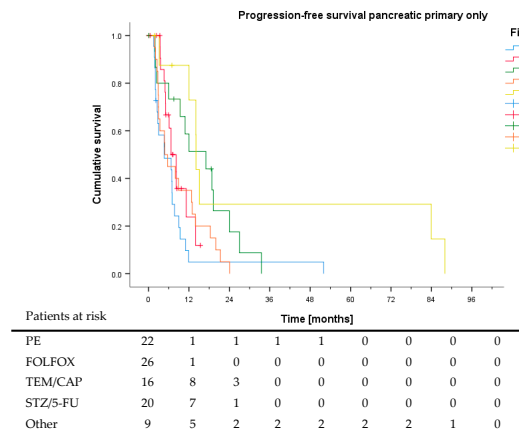 Progression-free survival pancreatic primary only
Fi
1.0
0.8
0.6
0.4
0.2
0.0
Cumulative survival
0 12 24 36 48 60 72 84 96
Time [months]
Patients at risk
PE 22 1 1 1 1 0 0 0 0
FOLFOX 26 1 0 0 0 0 0 0 0
TEM/CAP 16 8 3 0 0 0 0 0 0
STZ/5-FU 20 7 1 0 0 0 0 0 0
Other 9 5 2 2 2 2 2 1 0